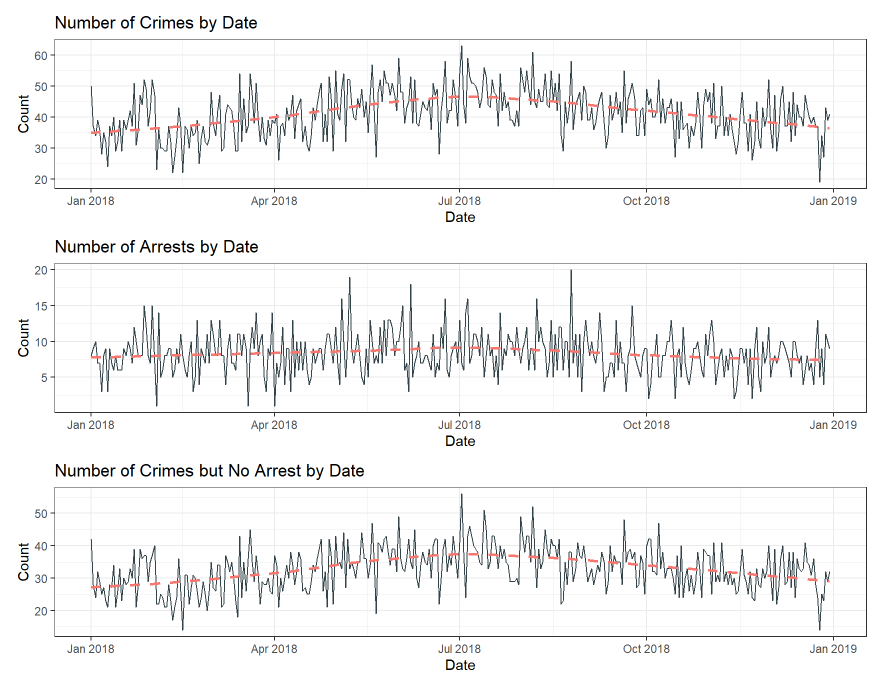 Number of Crimes by Date
60
50
40
30
20
Count
Jan 2018 Apr 2018 Jul 2018 Oct 2018 Jan 2019
Date
Number of Arrests by Date
20
15
10
5
Count
Jan 2018 Apr 2018 Jul 2018 Oct 2018 Jan 2019
Date
Number of Crimes but No Arrest by Date
50
40
30
20
Count
Jan 2018 Apr 2018 Jul 2018 Oct 2018 Jan 2019
Date